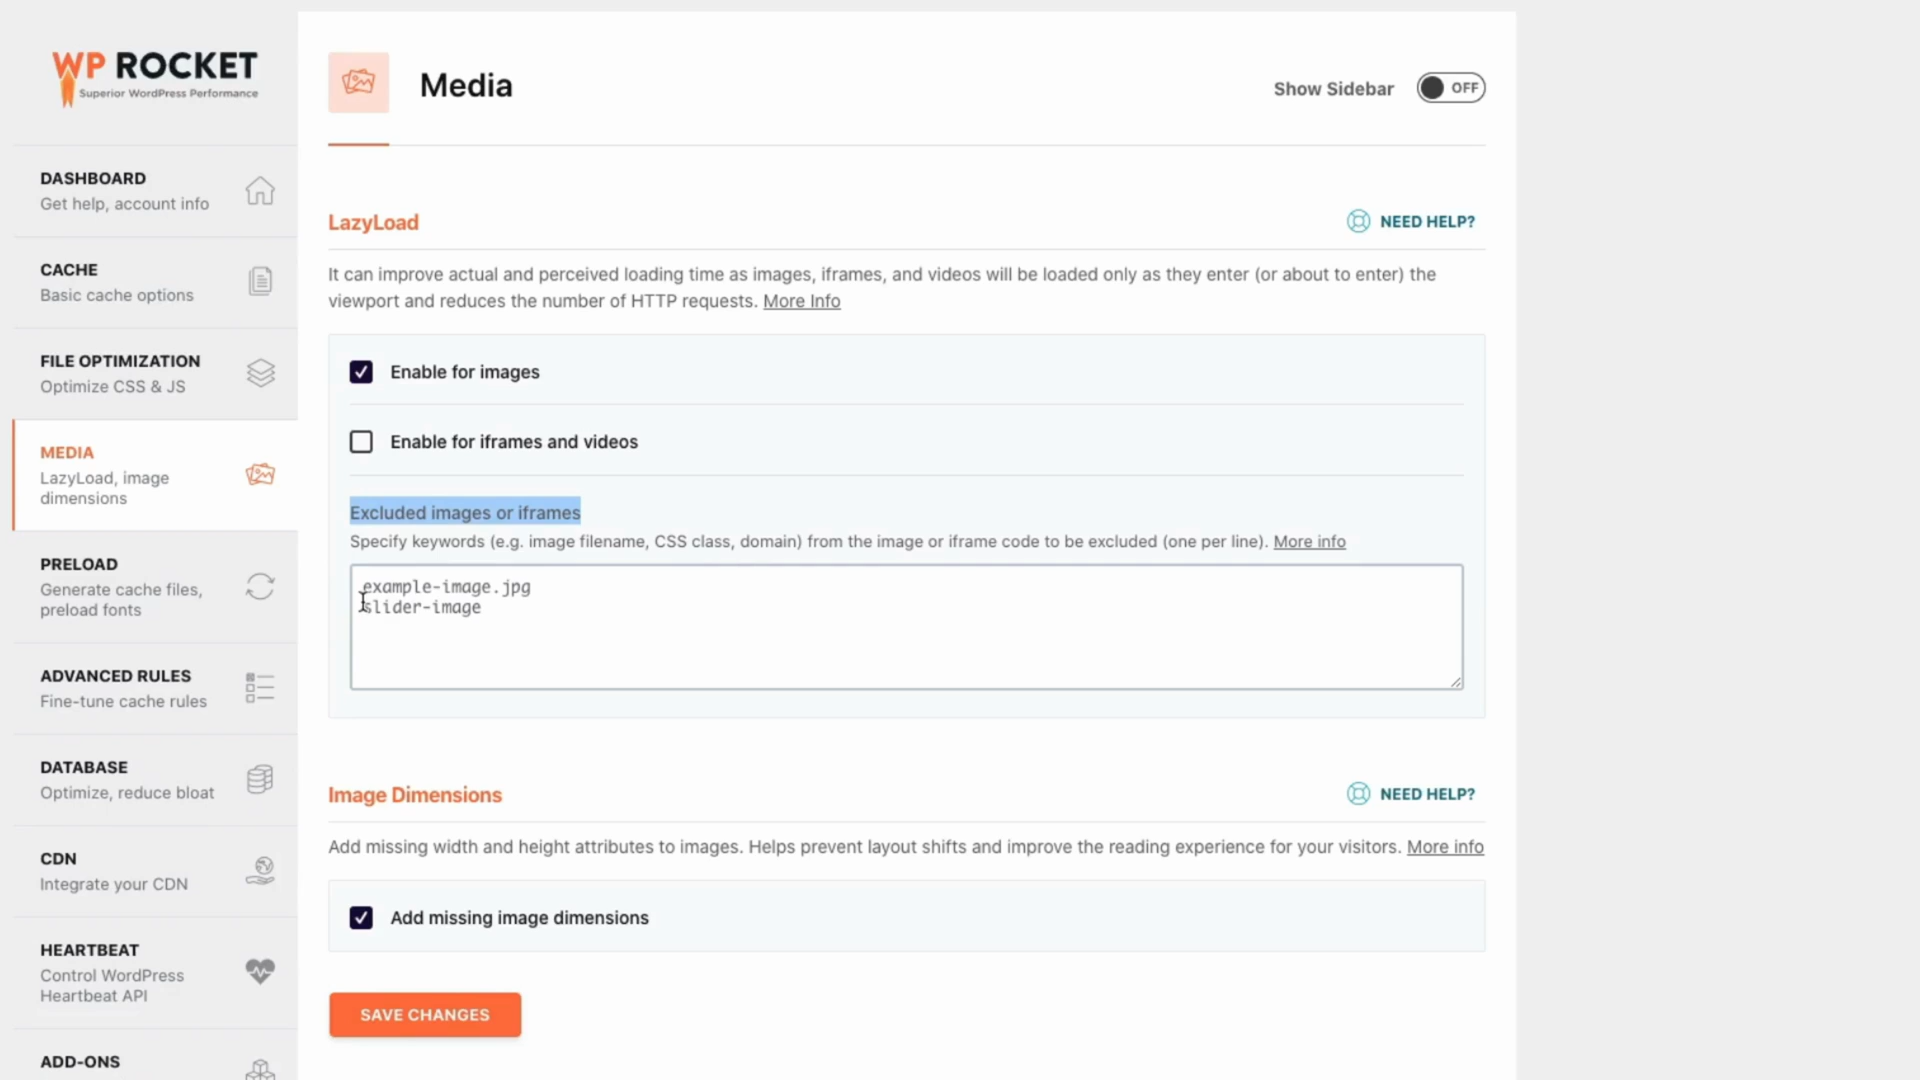 WP ROCKET
Superior WordPress Performance
DASHBOARD
Get help, account info
CACHE
Basic cache options
FILE OPTIMIZATION
Optimize CSS & JS
MEDIA
LazyLoad, image
dimensions
PRELOAD
Generate cache files,
preload fonts
ADVANCED RULES
Fine-tune cache rules
DATABASE
Optimize, reduce bloat
CDN
Integrate your CDN
HEARTBEAT
Control WordPress
Heartbeat API
ADD-ONS
Media
Show Sidebar
OFF
LazyLoad
NEED HELP?
It can improve actual and perceived loading time as images, iframes, and videos will be loaded only as they enter (or about to enter) the
viewport and reduces the number of HTTP requests. More Info
Enable for images
Enable for iframes and videos
Excluded images or iframes
Specify keywords (e.g. image filename, CSS class, domain) from the image or iframe code to be excluded (one per line). More info
example-image.jpg
slider-image
Image Dimensions
NEED HELP?
Add missing width and height attributes to images. Helps prevent layout shifts and improve the reading experience for your visitors. More info
Add missing image dimensions
SAVE CHANGES